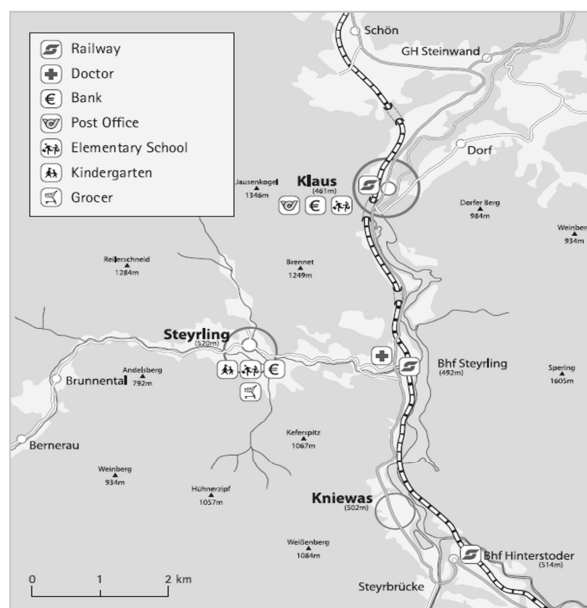 Railway
Doctor
€ Bank
Post Office
Elementary School
Kindergarten
Grocer
Schön
GH Steinwand
Dorf
Klaus
(461m)
Jausenkogel
1346m
€
Dorfer Berg
984m
Weinberg
934m
Reilerschneid
1284m
Brennet
1249m
Steyrling
(520m)
€
Bhf Steyrling
(492m)
Andelsberg
792m
Brunnental
Spering
1605m
Bernerau
Keferspitz
1067m
Weinberg
934m
Hühnerzipf
1057m
Kniewas
(502m)
Weißenberg
1084m
Bhf Hinterstoder
(514m)
Steyrbrücke
0 1 2 km